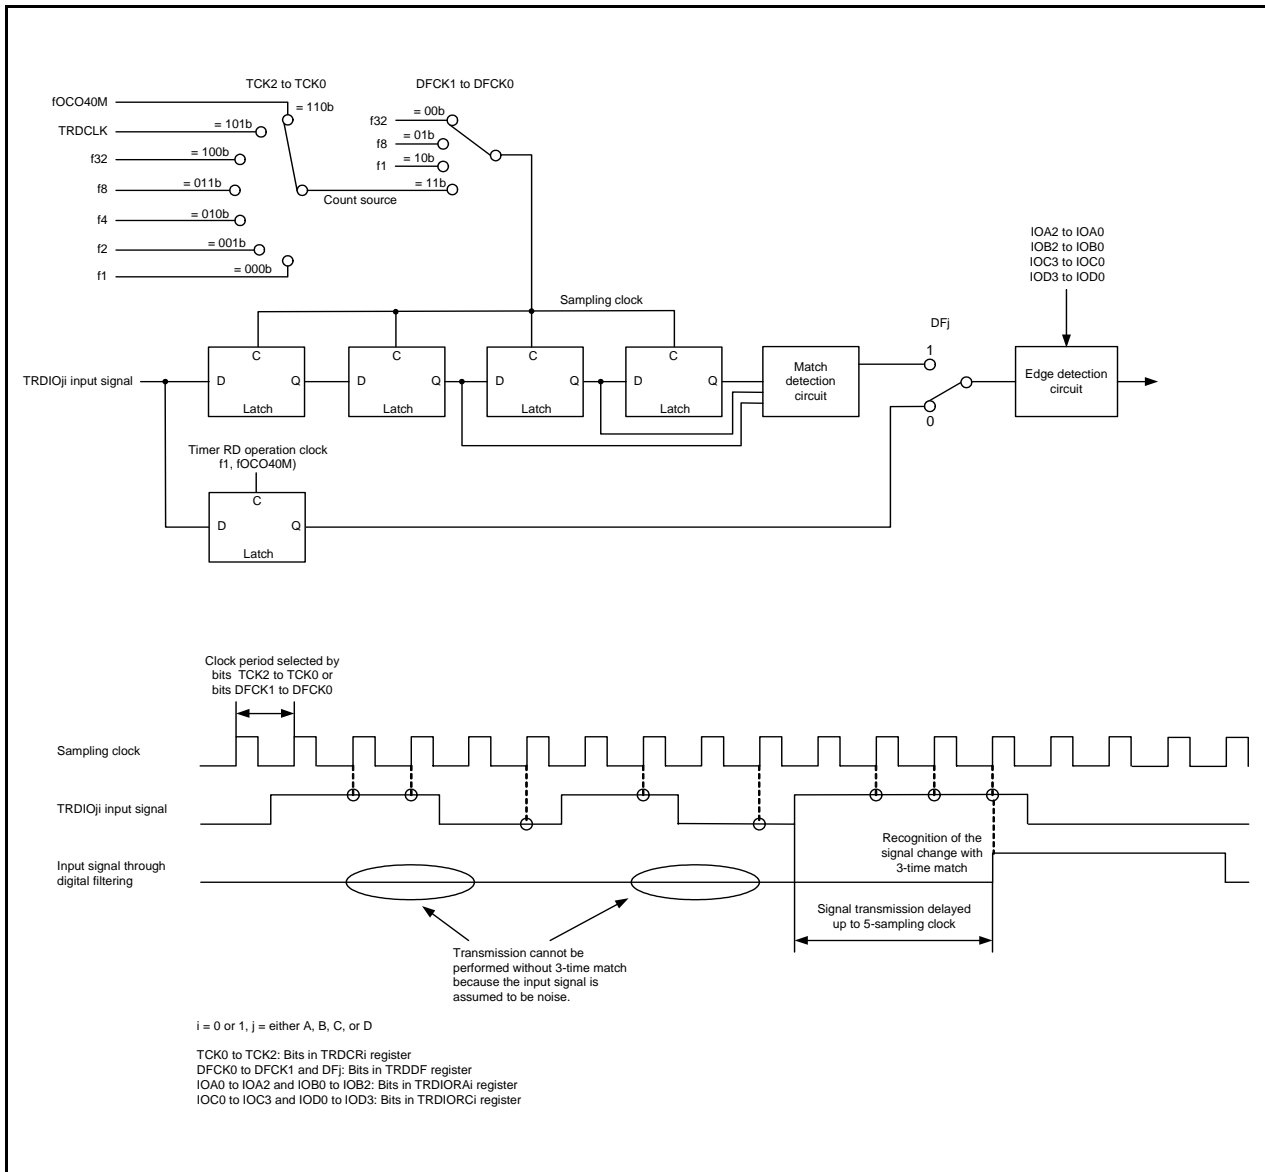 TCK2 to TCK0
DFCK1 to DFCK0
fOCO40M
= 110b
TRDCLK
= 101b
f32
= 100b
f8
= 011b
f4
= 010b
f2
= 001b
f1
= 000b
Count source
f32
= 00b
f8
= 01b
f1
= 10b
= 11b
IOA2 to IOA0
IOB2 to IOB0
IOC3 to IOC0
IOD3 to IOD0
Sampling clock
DFj
TRDIOji input signal
C
D
Q
Latch
C
D
Q
Latch
C
D
Q
Latch
C
D
Q
Latch
Match
detection
circuit
1
0
Edge detection
circuit
Timer RD operation clock
f1, fOCO40M)
C
D
Q
Latch
Clock period selected by
bits TCK2 to TCK0 or
bits DFCK1 to DFCK0
Sampling clock
TRDIOji input signal
Recognition of the
signal change with
3-time match
Input signal through
digital filtering
Signal transmission delayed
up to 5-sampling clock
Transmission cannot be
performed without 3-time match
because the input signal is
assumed to be noise.
i = 0 or 1, j = either A, B, C, or D
TCK0 to TCK2: Bits in TRDCRi register
DFCK0 to DFCK1 and DFj: Bits in TRDDF register
IOA0 to IOA2 and IOB0 to IOB2: Bits in TRDIORAi register
IOC0 to IOC3 and IOD0 to IOD3: Bits in TRDIORCi register